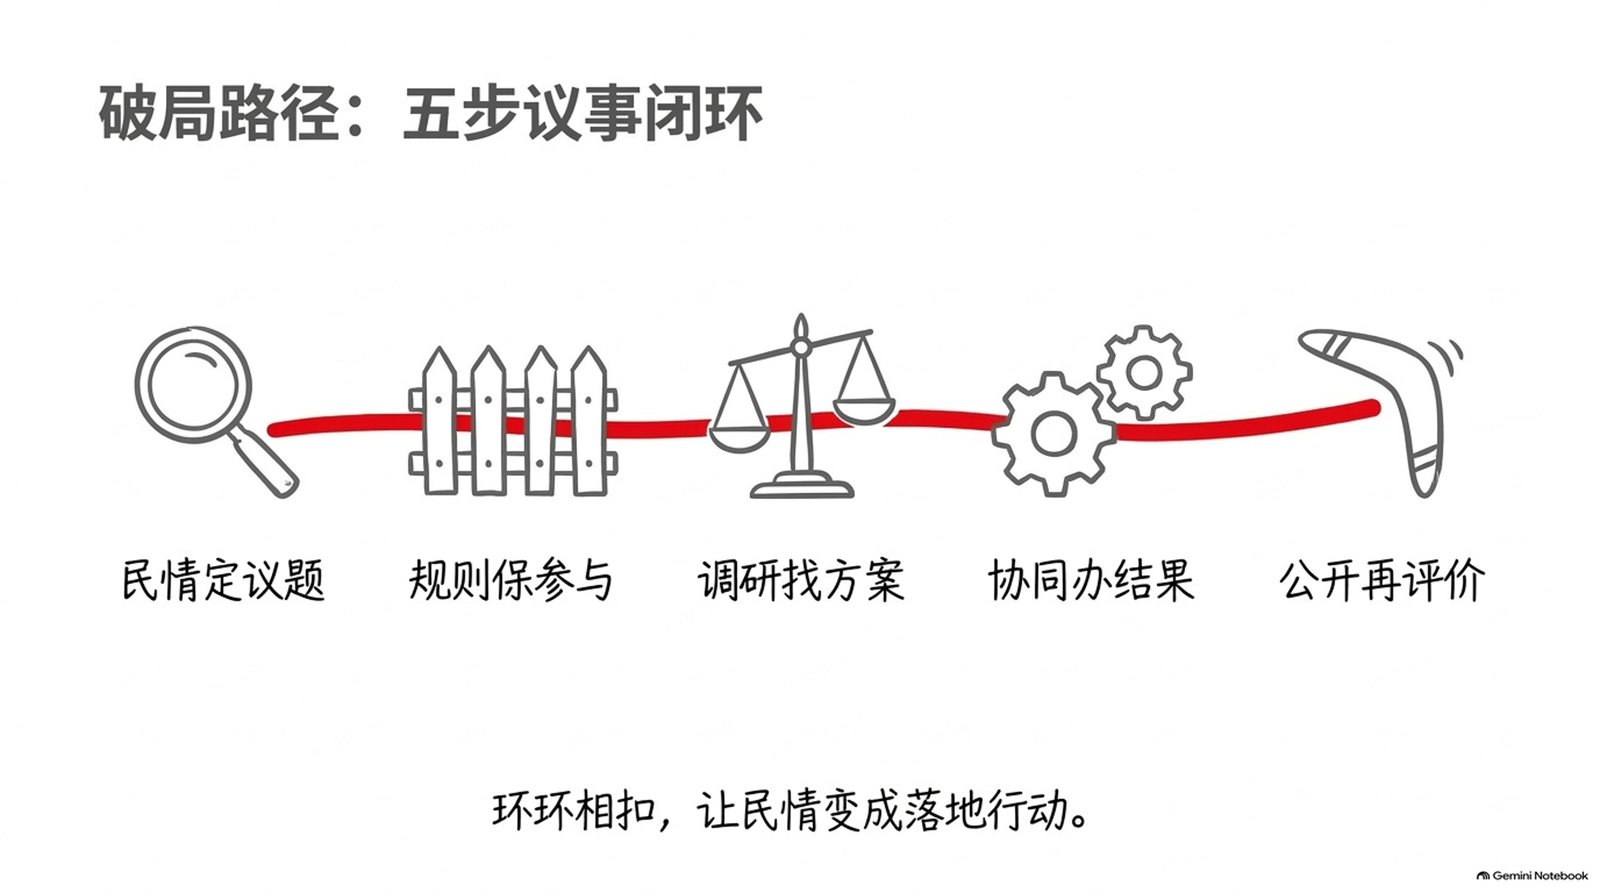 破局路径：五步议事闭环
民情定议题
规则保参与
调研找方案
协同办结果
公开再评价
环环相扣，让民情变成落地行动。
Gemini Notebook